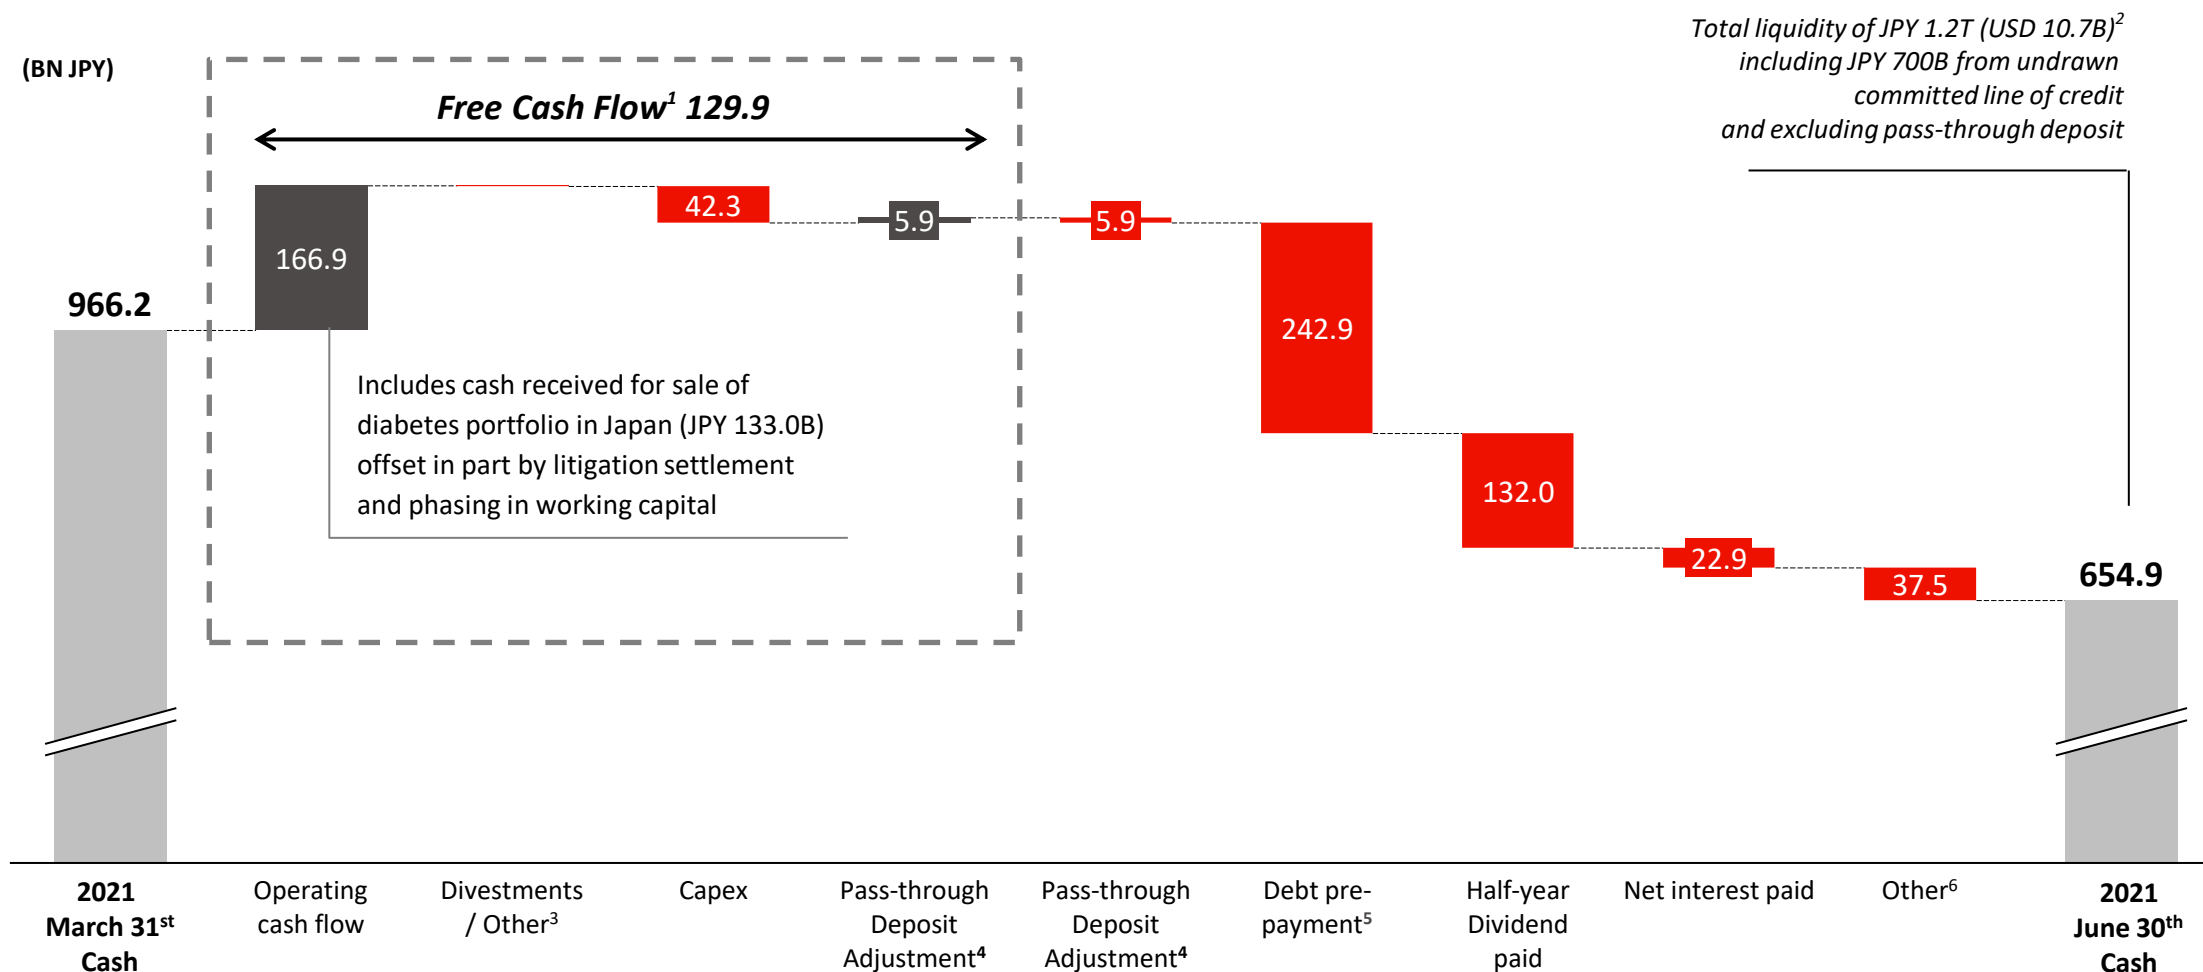 (BN JPY)
Free Cash Flow¹ 129.9
Total liquidity of JPY 1.2T (USD 10.7B)²
including JPY 700B from undrawn
committed line of credit
and excluding pass-through deposit
966.2
166.9
42.3
5.9
5.9
242.9
132.0
22.9
37.5
654.9
Includes cash received for sale of
diabetes portfolio in Japan (JPY 133.0B)
offset in part by litigation settlement
and phasing in working capital
2021
March 31st
Cash
Operating
cash flow
Divestments
/ Other³
Capex
Pass-through
Deposit
Adjustment⁴
Pass-through
Deposit
Adjustment⁴
Debt pre-
payment⁵
Half-year
Dividend
paid
Net interest paid
Other⁶
2021
June 30th
Cash